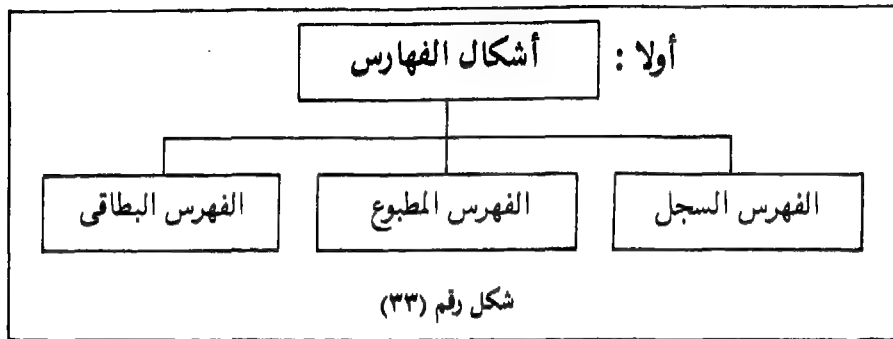 أولا : أشكال الفهارس
الفهرس السجل الفهرس المطبوع الفهرس البطاقى
شكل رقم (٣٣)